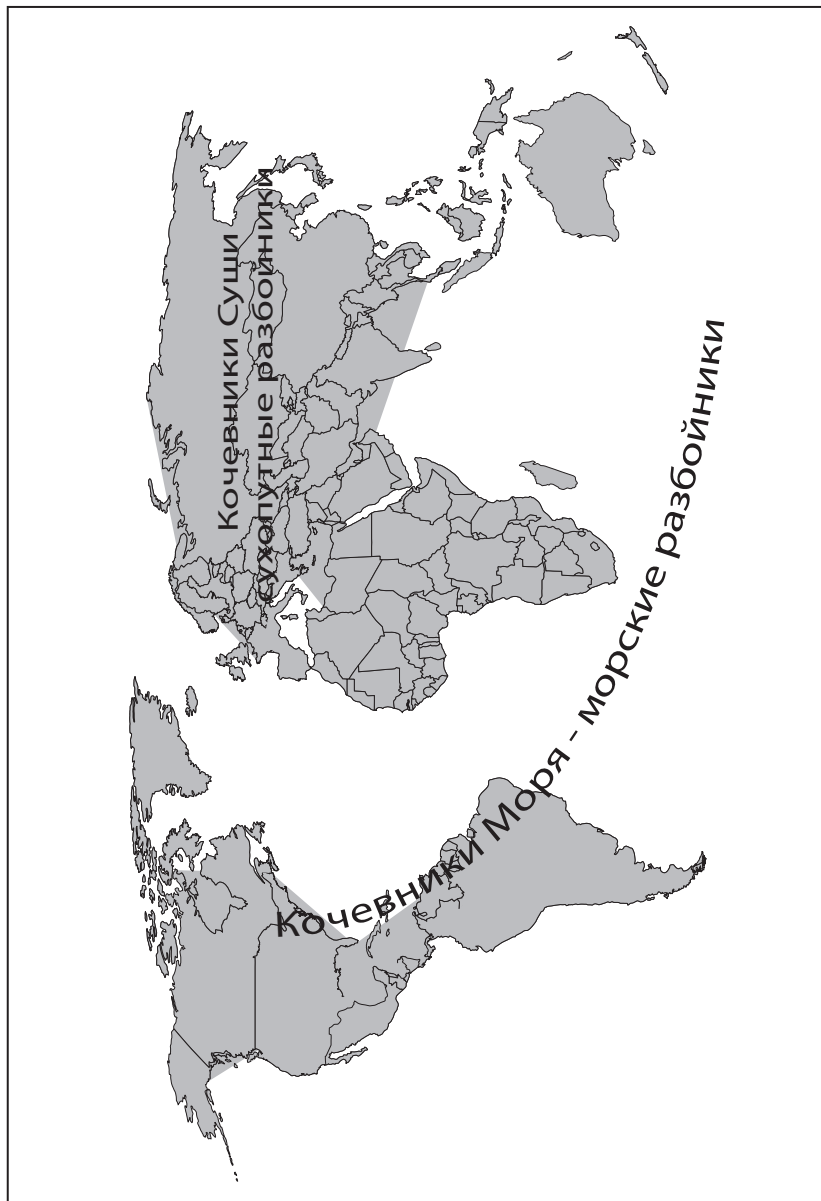 Кочевники Суши
сухопутные разбойники
Кочевники Моря - морские разбойники